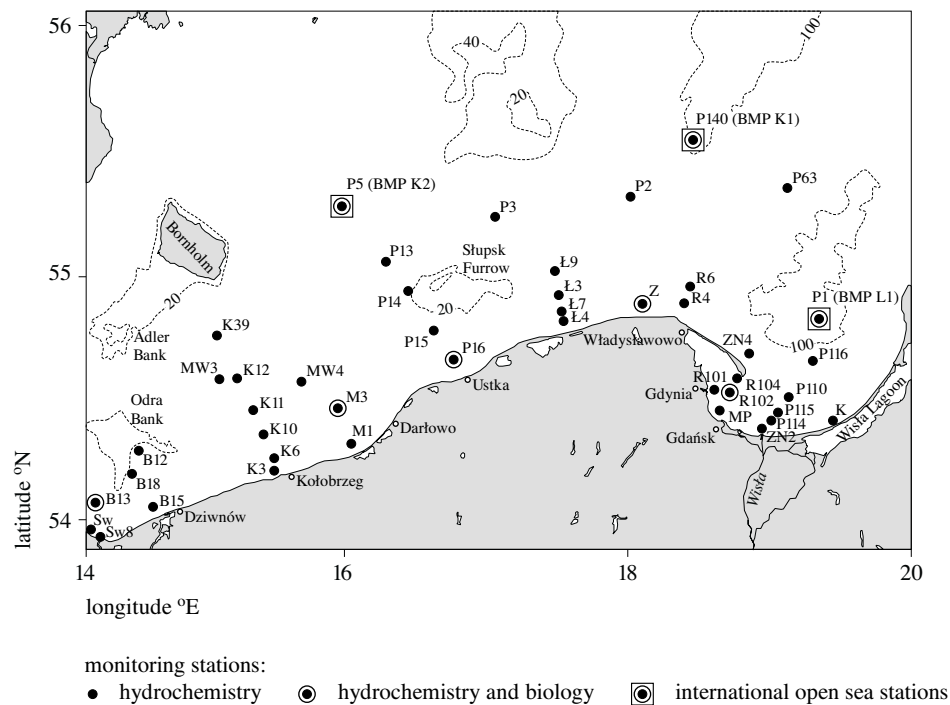 56
40
20
100
P140 (BMP K1)
P5 (BMP K2)
P63
P2
P3
Bornholm
P13
Słupsk
Furrow
Ł9
P14
Ł3
Z
R6
R4
20
20
Ł7
Ł4
P1 (BMP L1)
55
Adler
Bank
K39
P15
P16
Władysławowo
ZN4
100
P116
MW3
K12
MW4
Ustka
R101
R104
Gdynia
R102
P110
Odra
Bank
K11
M3
MP
P115
K
Wisła Lagoon
K10
M1
Darłowo
Gdańsk
P114
ZN2
B12
K6
B18
K3
Kołobrzeg
Wisła
B13
B15
Dziwnów
54
Sw
Sw8
latitude ºN
14
16
18
20
longitude ºE
monitoring stations:
hydrochemistry
hydrochemistry and biology
international open sea stations